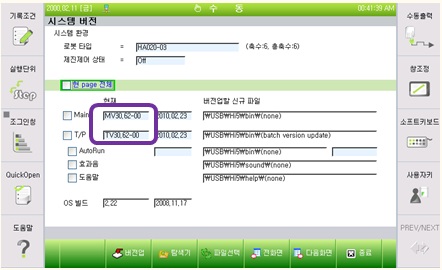 2000.02.11 [금] 수 동 00:41:39 AM
시스템 버전
시스템 환경
로봇 타입 = HA020-03 (축수:6, 총축수:6)
제진제어 상태 = Off
현 page 전체
현재 버전업할 신규 파일
Main MV30.62-00 2010.02.23 ₩USB₩Hi5₩bin₩(none)
T/P TV30.62-00 2010.02.23 ₩USB₩Hi5₩bin₩(batch version update)
AutoRun ₩USB₩Hi5₩bin₩(none)
효과음 ₩USB₩Hi5₩sound₩(none)
도움말 ₩USB₩Hi5₩help₩(none)
OS 빌드 2.22 2008.11.17
기록조건
실행단위
Step
조그인칭
QuickOpen
도움말
?
수동출력
창조정
소프트키보드
사용자키
PREV/NEXT
버전업 탐색기 파일선택 전화면 다음화면 종료